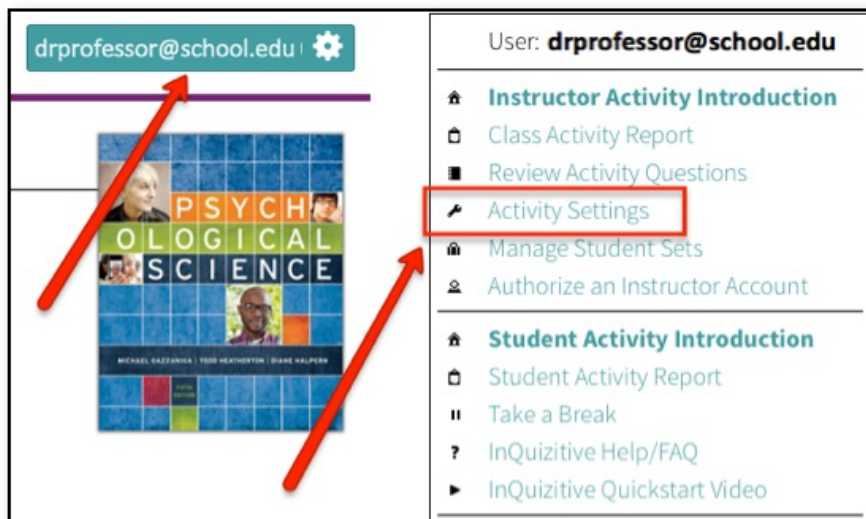 drprofessor@school.edu
PSYCH
OLOGICAL
SCIENCE
MICHAEL GAZZANIGA | TODD HEATHERTON | DIANE HALPERN
FIFTH
EDITION
User: drprofessor@school.edu
Instructor Activity Introduction
Class Activity Report
Review Activity Questions
Activity Settings
Manage Student Sets
Authorize an Instructor Account
Student Activity Introduction
Student Activity Report
Take a Break
InQuizitive Help/FAQ
InQuizitive Quickstart Video